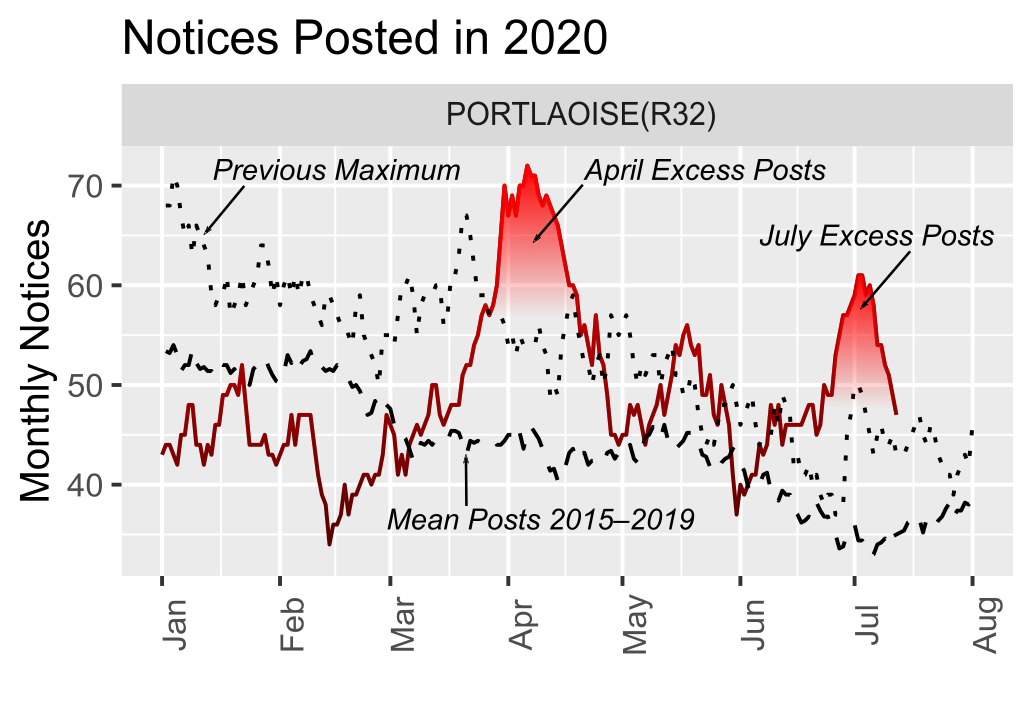 Notices Posted in 2020
PORTLAOISE(R32)
Previous Maximum
April Excess Posts
July Excess Posts
Mean Posts 2015–2019
Monthly Notices
70
60
50
40
Jan
Feb
Mar
Apr
May
Jun
Jul
Aug